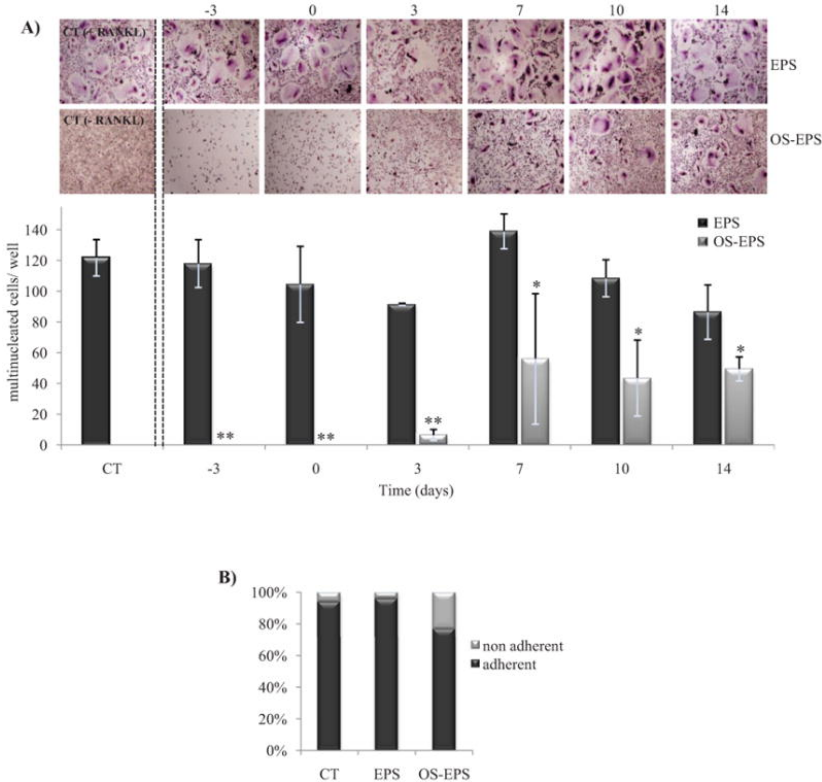 -3 0 3 7 10 14
A)
CT (+ RANKL)
EPS
CT (- RANKL)
OS-EPS
140
120
100
80
60
40
20
0
multinucleated cells/ well
EPS
OS-EPS
** ** ** * * *
CT -3 0 3 7 10 14
Time (days)
B)
100%
80%
60%
40%
20%
0%
non adherent
adherent
CT EPS OS-EPS